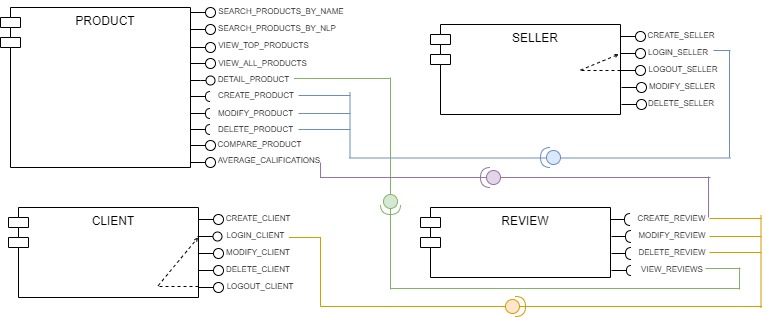 PRODUCT
SEARCH_PRODUCTS_BY_NAME
SEARCH_PRODUCTS_BY_NLP
VIEW_TOP_PRODUCTS
VIEW_ALL_PRODUCTS
DETAIL_PRODUCT
CREATE_PRODUCT
MODIFY_PRODUCT
DELETE_PRODUCT
COMPARE_PRODUCT
AVERAGE_CALIFICATIONS
SELLER
CREATE_SELLER
LOGIN_SELLER
LOGOUT_SELLER
MODIFY_SELLER
DELETE_SELLER
CLIENT
CREATE_CLIENT
LOGIN_CLIENT
MODIFY_CLIENT
DELETE_CLIENT
LOGOUT_CLIENT
REVIEW
CREATE_REVIEW
MODIFY_REVIEW
DELETE_REVIEW
VIEW_REVIEWS